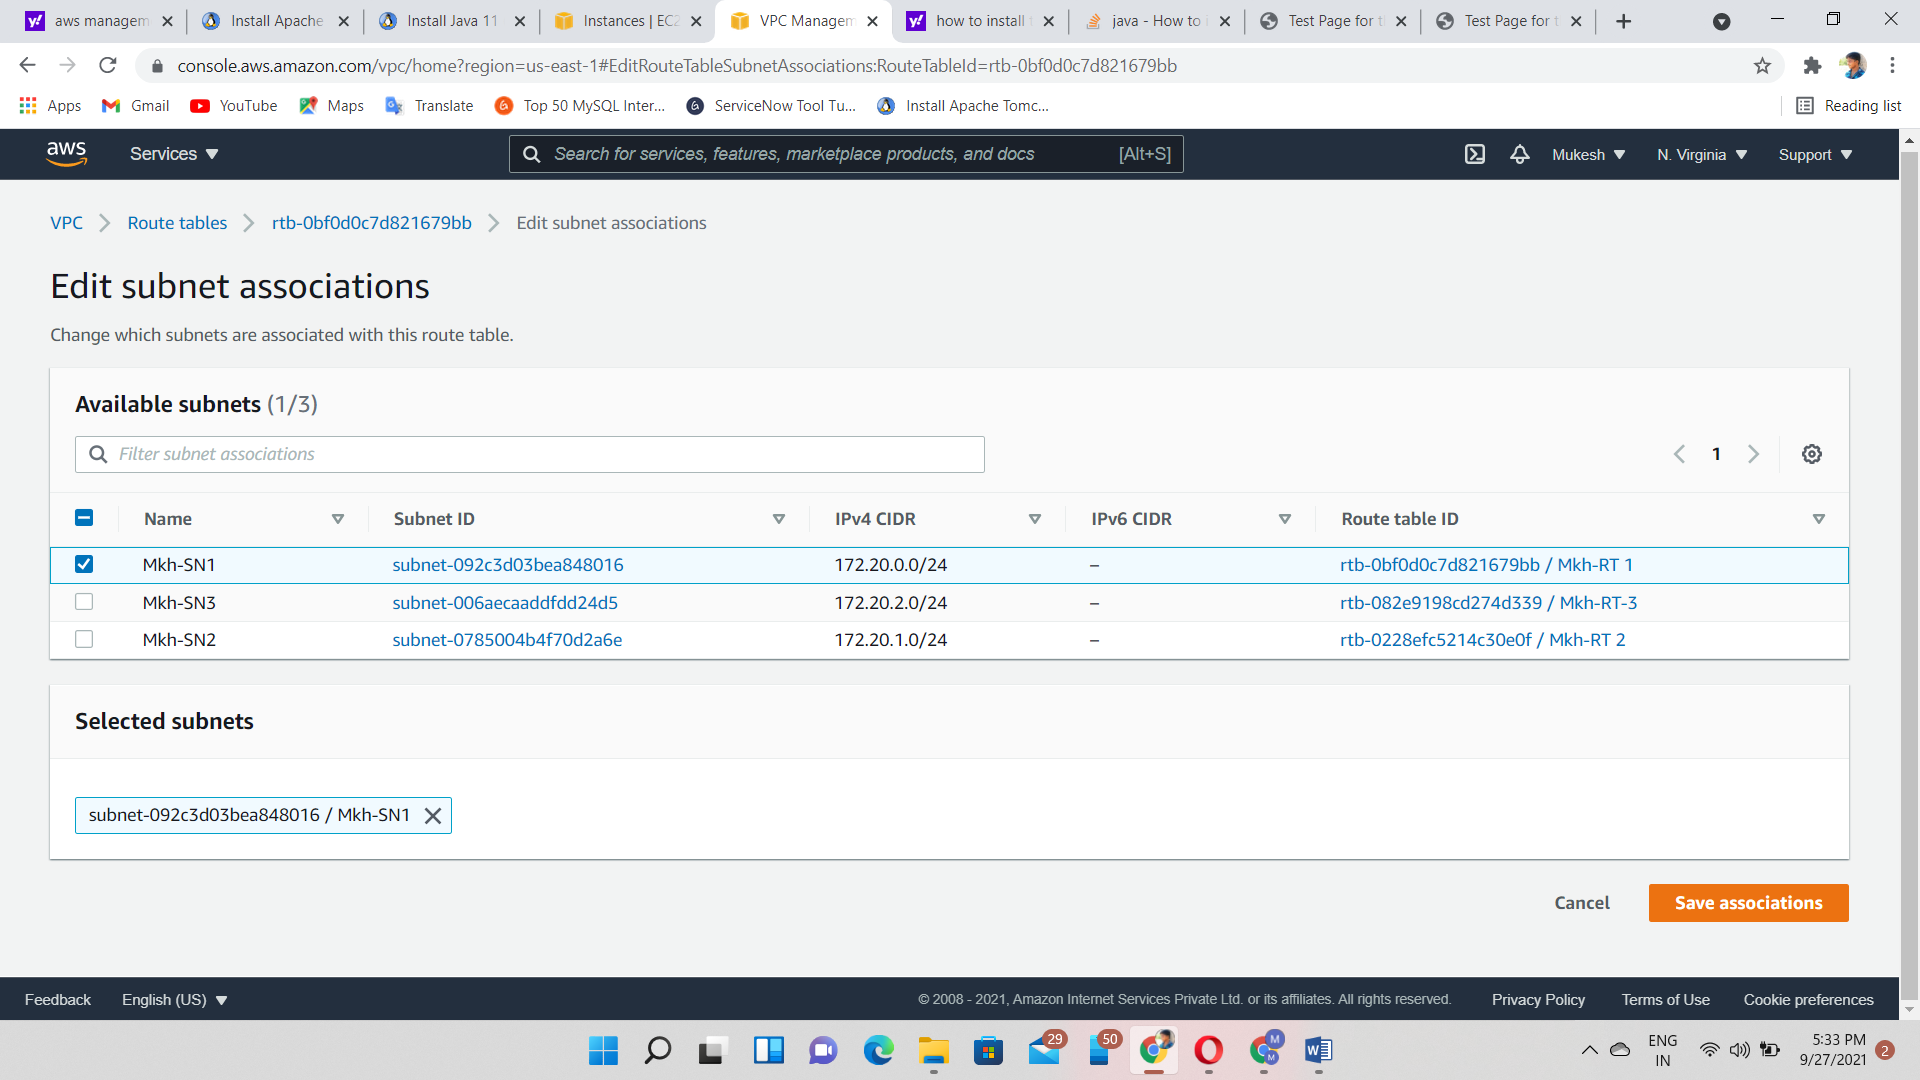 aws managem
Install Apache
Install Java 11
Instances | EC2
VPC Managem
how to install
java - How to i
Test Page for t
Test Page for t
console.aws.amazon.com/vpc/home?region=us-east-1#EditRouteTableSubnetAssociations:RouteTableId=rtb-0bf0d0c7d821679bb
Apps Gmail YouTube Maps Translate Top 50 MySQL Inter... ServiceNow Tool Tu... Install Apache Tomc... Reading list
aws Services Search for services, features, marketplace products, and docs [Alt+S] Mukesh N. Virginia Support
VPC Route tables rtb-0bf0d0c7d821679bb Edit subnet associations
Edit subnet associations
Change which subnets are associated with this route table.
Available subnets (1/3)
Filter subnet associations 1
Name Subnet ID IPv4 CIDR IPv6 CIDR Route table ID
Mkh-SN1 subnet-092c3d03bea848016 172.20.0.0/24 – rtb-0bf0d0c7d821679bb / Mkh-RT 1
Mkh-SN3 subnet-006aecaaddfdd24d5 172.20.2.0/24 – rtb-082e9198cd274d339 / Mkh-RT-3
Mkh-SN2 subnet-0785004b4f70d2a6e 172.20.1.0/24 – rtb-0228efc5214c30e0f / Mkh-RT 2
Selected subnets
subnet-092c3d03bea848016 / Mkh-SN1
Cancel Save associations
Feedback English (US) © 2008 - 2021, Amazon Internet Services Private Ltd. or its affiliates. All rights reserved. Privacy Policy Terms of Use Cookie preferences
29 50 M M
ENG 5:33 PM
IN 9/27/2021 2